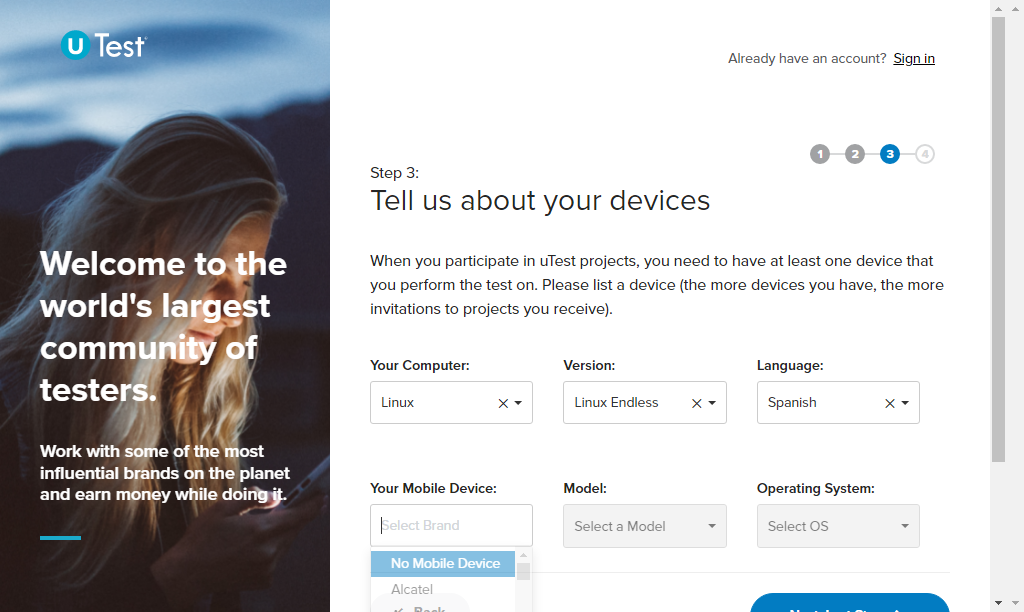 U Test
Already have an account? Sign in
1 2 3 4
Step 3:
Tell us about your devices
Welcome to the
world's largest
community of
testers.
Work with some of the most
influential brands on the planet
and earn money while doing it.
When you participate in uTest projects, you need to have at least one device that
you perform the test on. Please list a device (the more devices you have, the more
invitations to projects you receive).
Your Computer: Version: Language:
Linux Linux Endless Spanish
Your Mobile Device: Model: Operating System:
Select Brand Select a Model Select OS
No Mobile Device
Alcatel
Back